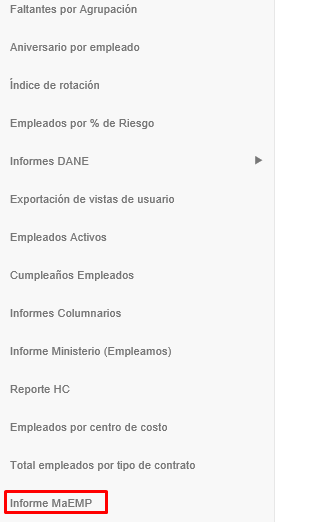 Faltantes por Agrupación
Aniversario por empleado
Índice de rotación
Empleados por % de Riesgo
Informes DANE
Exportación de vistas de usuario
Empleados Activos
Cumpleaños Empleados
Informes Columnarios
Informe Ministerio (Empleamos)
Reporte HC
Empleados por centro de costo
Total empleados por tipo de contrato
Informe MaEMP